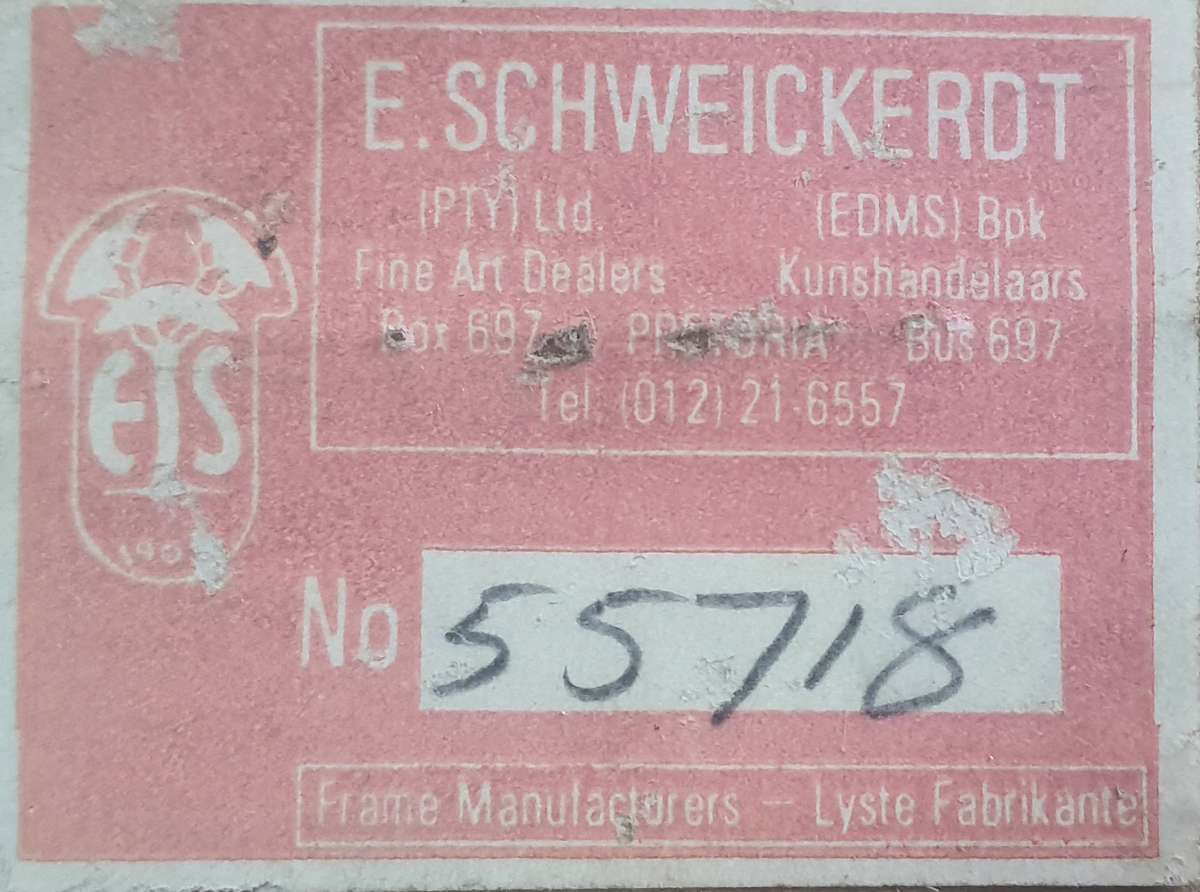 E.SCHWEICKERDT
(PTY) Ltd. (EDMS) Bpk
Fine Art Dealers Kunshandelaars
Box 697 PRETORIA Bus 697
Tel. (012) 21-6557
E S
No 55718
Frame Manufacturers — Lyste Fabrikante